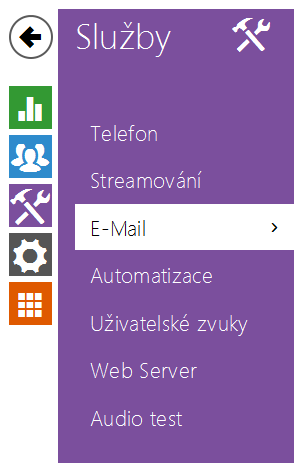 Služby
Telefon
Streamování
E-Mail
Automatizace
Uživatelské zvuky
Web Server
Audio test